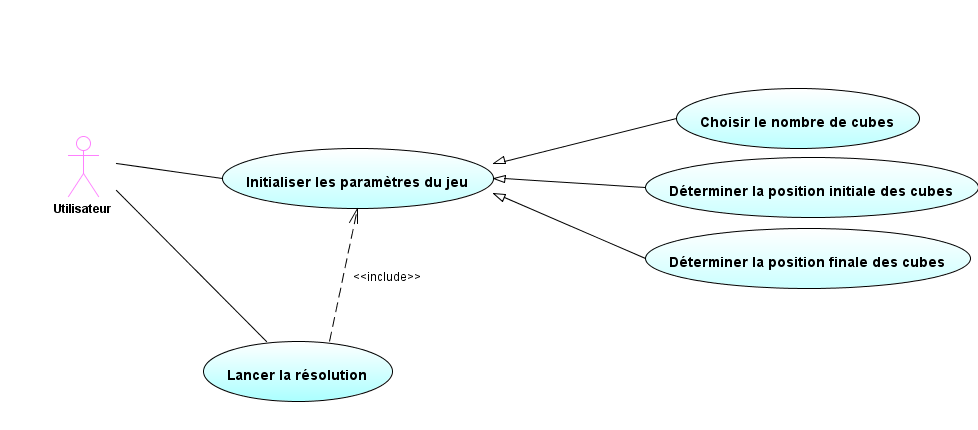 Choisir le nombre de cubes
Initialiser les paramètres du jeu
Déterminer la position initiale des cubes
Utilisateur
Déterminer la position finale des cubes
<<include>>
Lancer la résolution